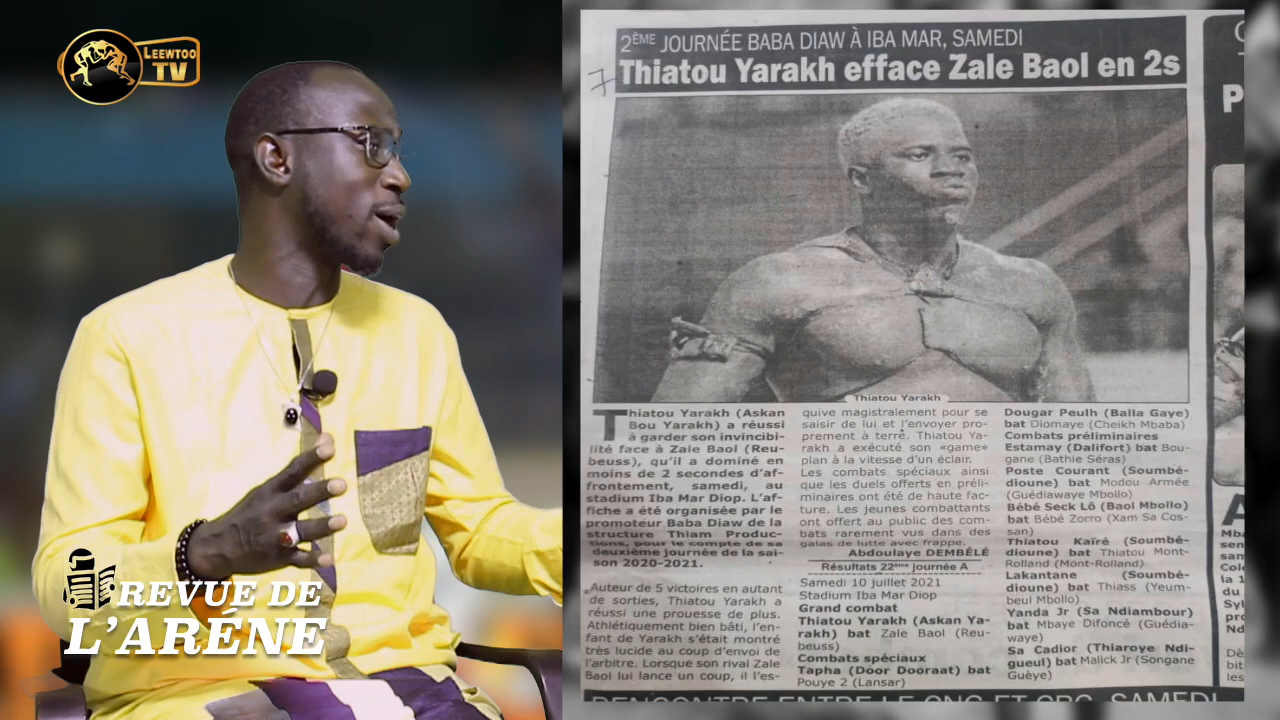 LEEWTOO
TV
REVUE DE
L'ARÉNE
7
2ÈME JOURNÉE BABA DIAW À IBA MAR, SAMEDI
Thiatou Yarakh efface Zale Baol en 2s
Thiatou Yarakh
Thiatou Yarakh (Askan
Bou Yarakh) a réussi
à garder son invincibi-
lité face à Zale Baol (Reu-
beuss), qu'il a dominé en
moins de 2 secondes d'af-
frontement, samedi, au
stadium Iba Mar Diop. L'af-
fiche a été organisée par le
promoteur Baba Diaw de la
structure Thiam Produc-
tions, pour le compte de sa
deuxième journée de la sai-
son 2020-2021.
Auteur de 5 victoires en autant
de sorties, Thiatou Yarakh a
réussi une prouesse de plus.
Athlétiquement bien bâti, l'en-
fant de Yarakh s'était montré
très lucide au coup d'envoi de
l'arbitre. Lorsque son rival Zale
Baol lui lance un coup, il l'es-
quive magistralement pour se
saisir de lui et l'envoyer pro-
prement à terre. Thiatou Ya-
rakh a exécuté son «game»
plan à la vitesse d'un éclair.
Les combats spéciaux ainsi
que les duels offerts en préli-
minaires ont été de haute fac-
ture. Les jeunes combattants
ont offert au public des com-
bats rarement vus dans des
galas de lutte avec frappe.
Abdoulaye DEMBÉLÉ
Résultats 22ème journée A
Samedi 10 juillet 2021
Stadium Iba Mar Diop
Grand combat
Thiatou Yarakh (Askan Ya-
rakh) bat Zale Baol (Reu-
beuss)
Combats spéciaux
Tapha (Door Dooraat) bat
Pouye 2 (Lansar)
Dougar Peulh (Balla Gaye)
bat Diomaye (Cheikh Mbaba)
Combats préliminaires
Estamay (Dalifort) bat Bou-
gane (Bathie Séras)
Poste Courant (Soumbé-
dioune) bat Modou Armée
(Guédiawaye Mbollo)
Bébé Seck Lô (Baol Mbollo)
bat Bébé Zorro (Xam Sa Cos-
san)
Thiatou Kaïré (Soumbé-
dioune) bat Thiatou Mont-
Rolland (Mont-Rolland)
Lakantane (Soumbé-
dioune) bat Thiass (Yeum-
beul Mbollo)
Yanda Jr (Sa Ndiambour)
bat Mbaye Difoncé (Guédia-
waye)
Sa Cadior (Thiaroye Ndi-
gueul) bat Malick Jr (Songane
Guèye)
RENCONTRE ENTRE LE CNG ET CRC, SAMEDI